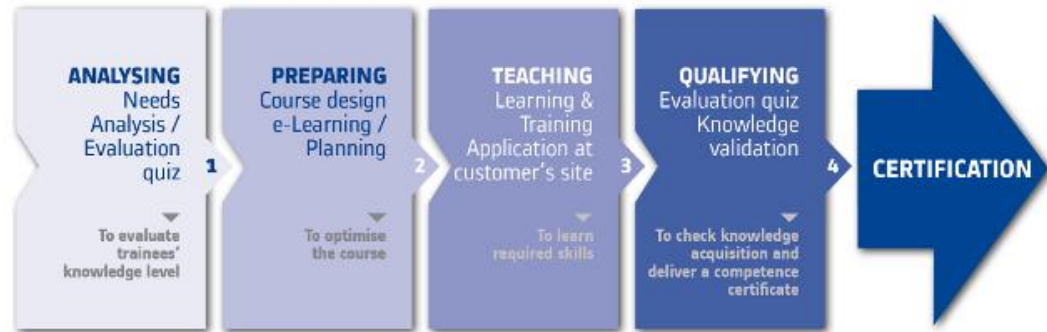 ANALYSING
Needs
Analysis /
Evaluation
quiz
1
To evaluate
trainees'
knowledge level
PREPARING
Course design
e-Learning /
Planning
2
To optimise
the course
TEACHING
Learning &
Training
Application at
customer's site
3
To learn
required skills
QUALIFYING
Evaluation quiz
Knowledge
validation
4
To check knowledge
acquisition and
deliver a competence
certificate
CERTIFICATION